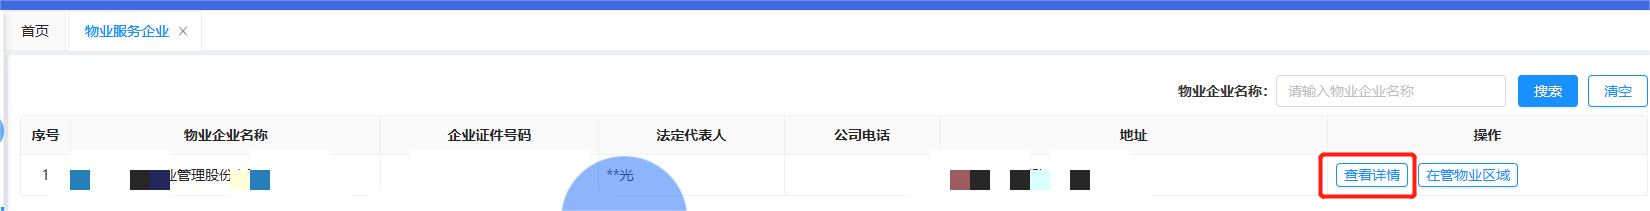 首页 物业服务企业
物业企业名称: 请输入物业企业名称 搜索 清空
序号 物业企业名称 企业证件号码 法定代表人 公司电话 地址 操作
1 业管理股份 **光 查看详情 在管物业区域